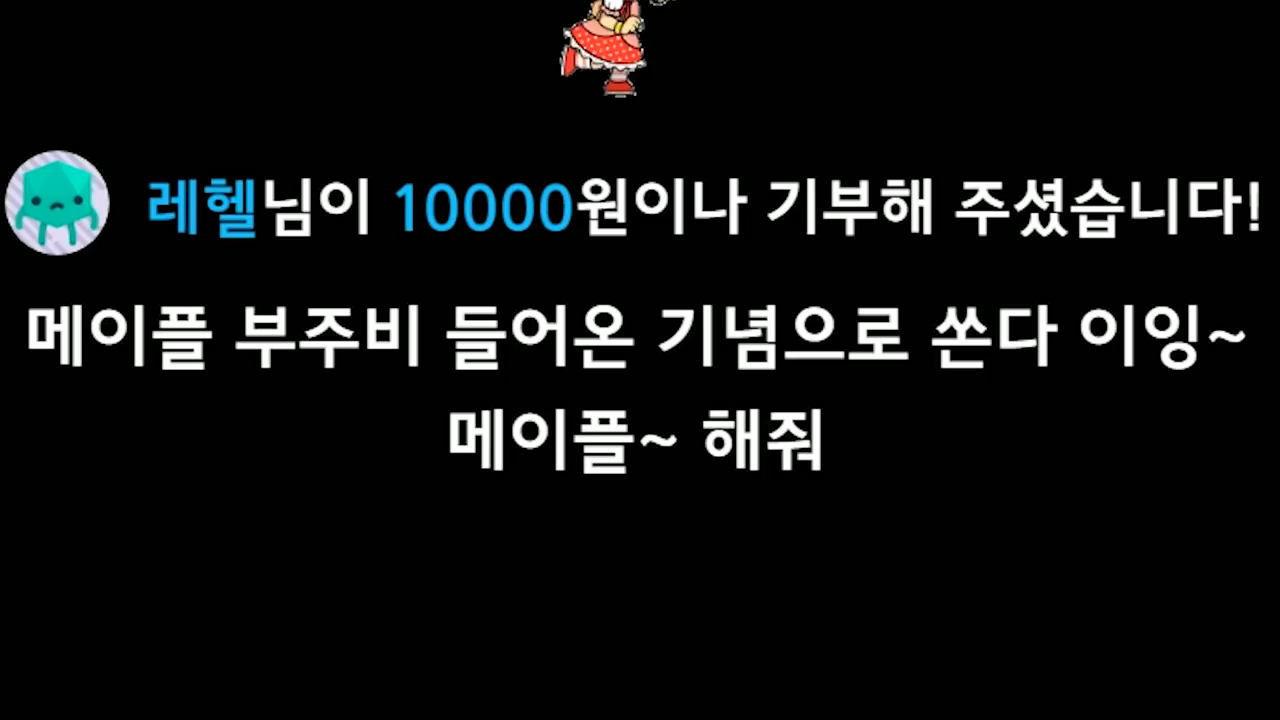 레헬님이 10000원이나 기부해 주셨습니다!
메이플 부주비 들어온 기념으로 쏜다 이잉~
메이플~ 해줘